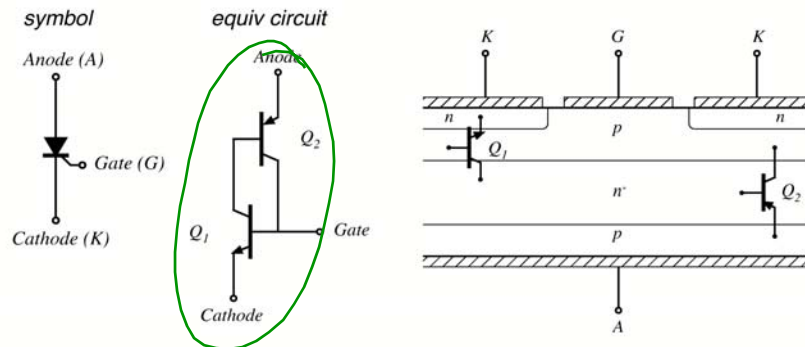 symbol
equiv circuit
Anode (A)
Gate (G)
Cathode (K)
Anode
Q2
Q1
Gate
Cathode
K
G
K
n
p
n
Q1
n-
Q2
p
A